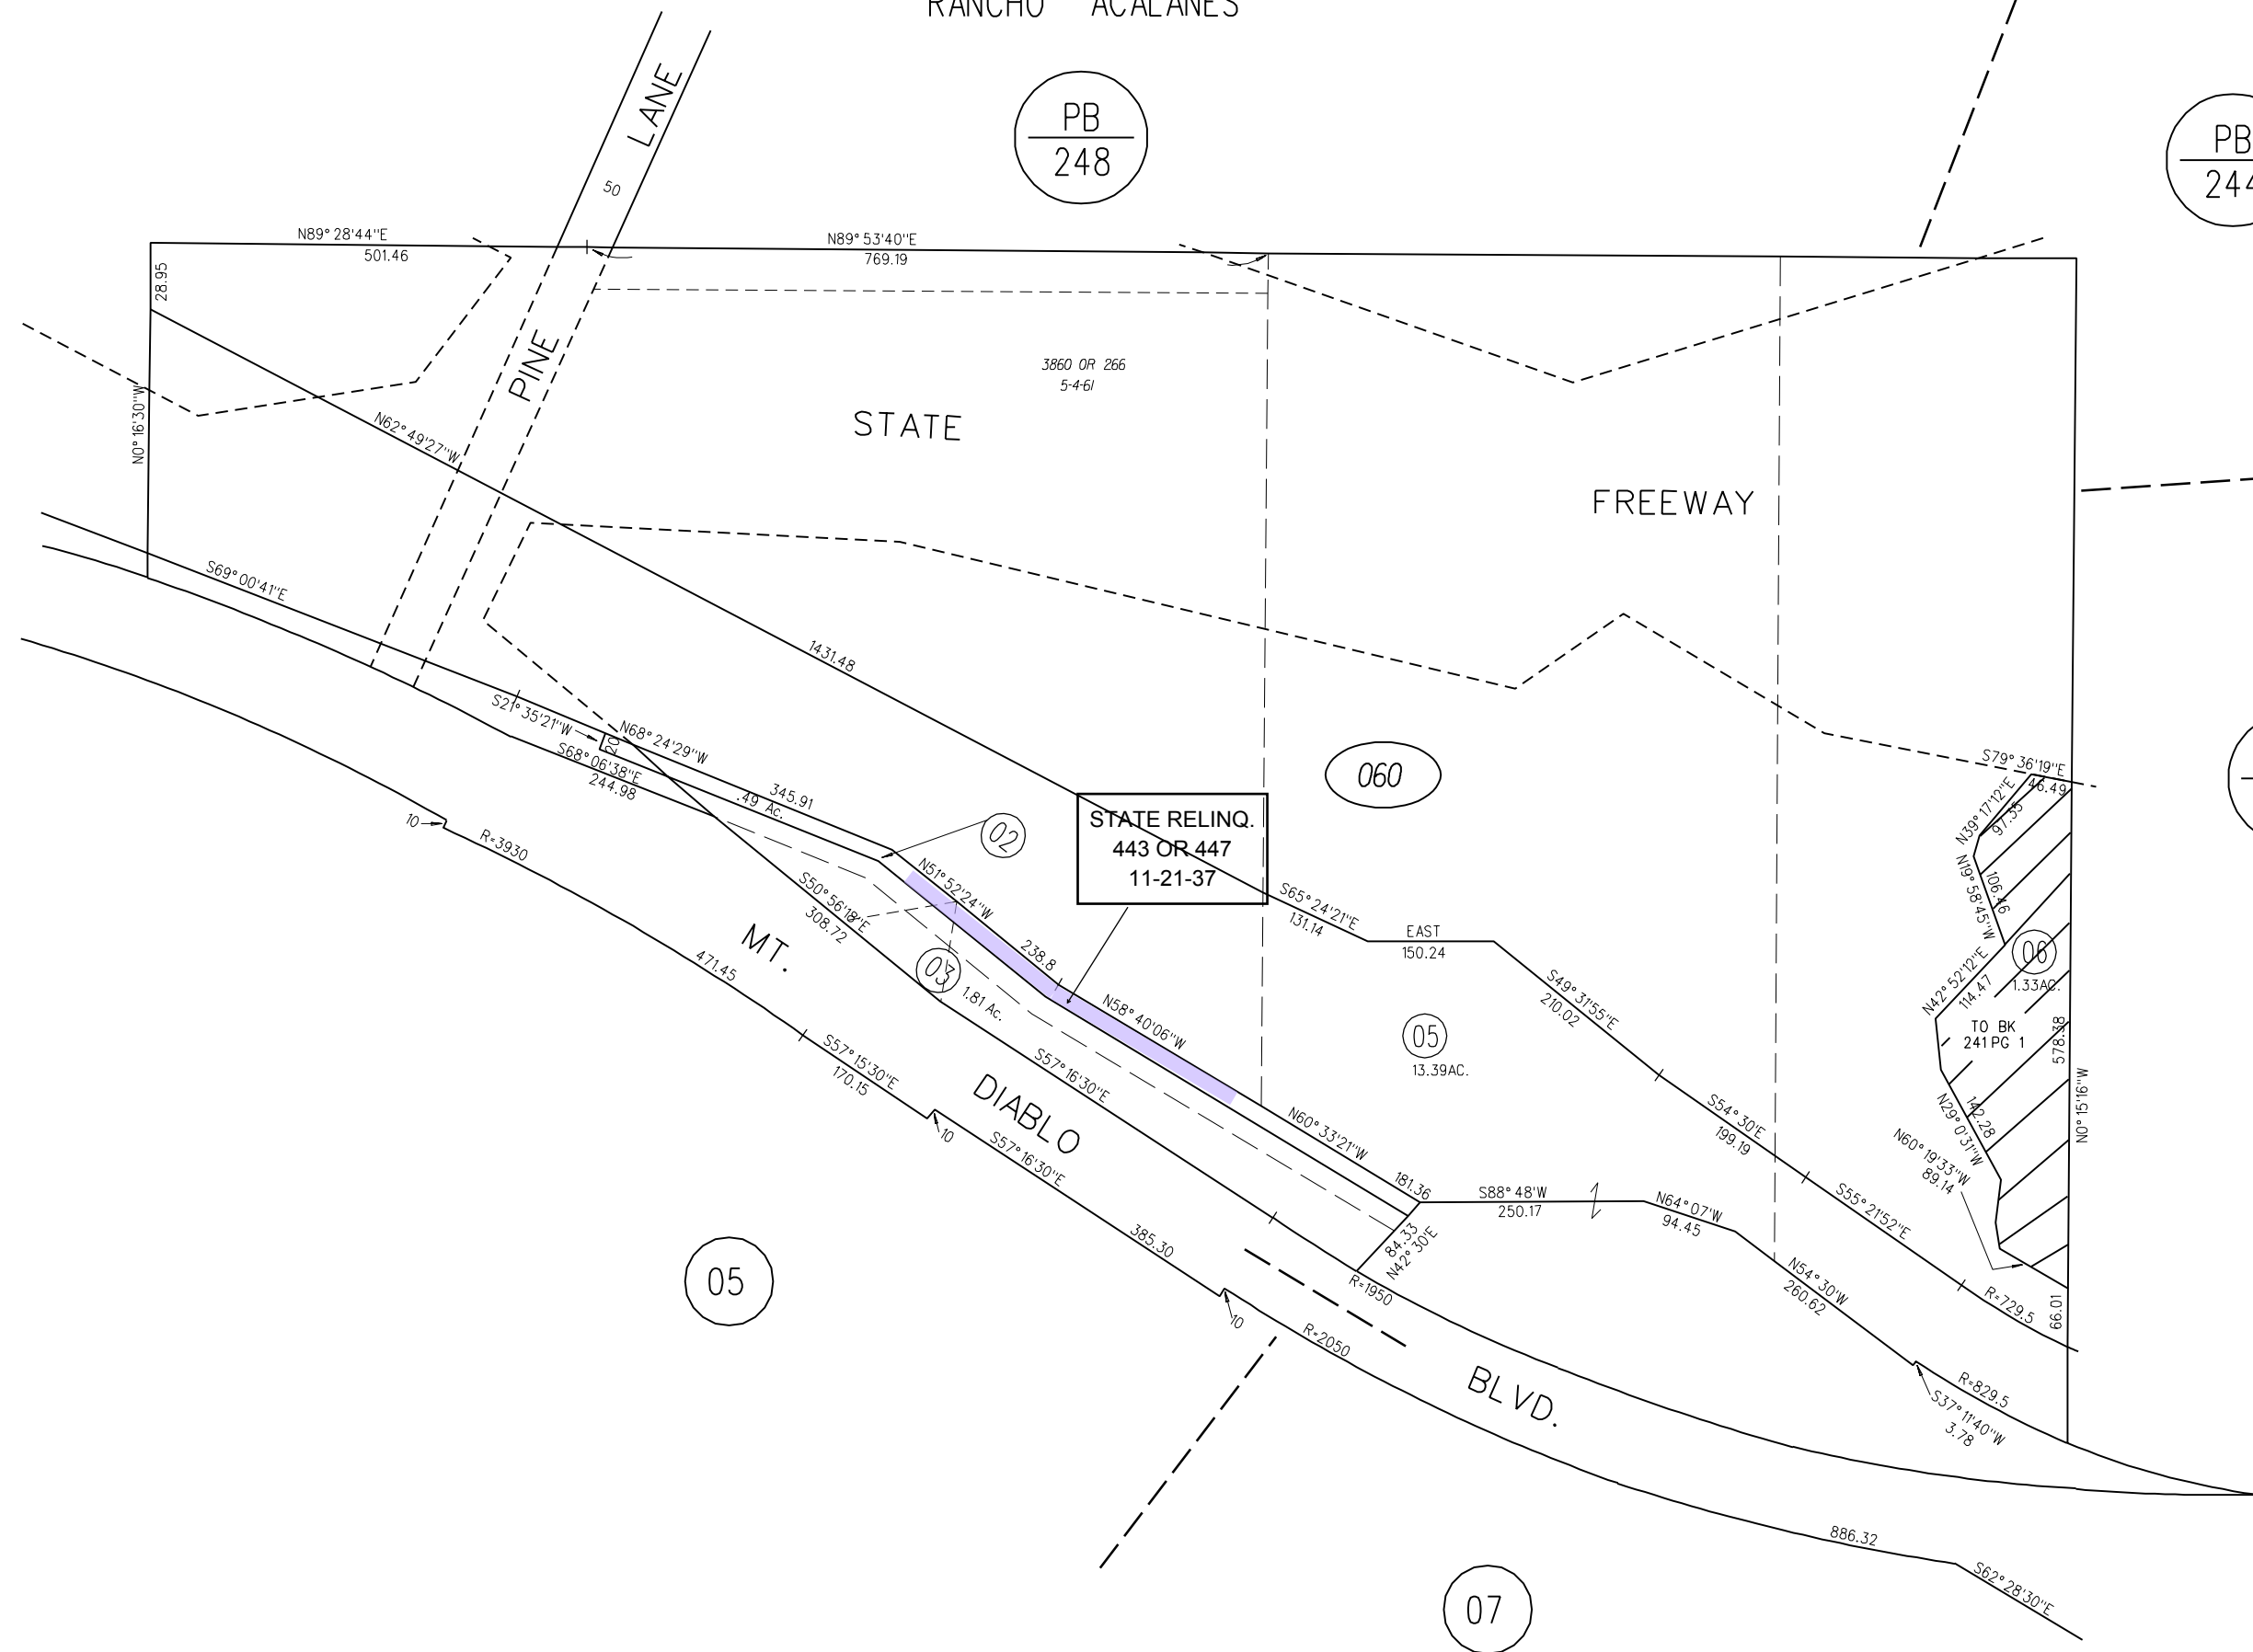 RANCHO ACALANES
PB
248
PB
244
LANE
50
PINE
N89°28'44"E
501.46
N89°53'40"E
769.19
28.95
N0°16'30"W
N62°49'27"W
1431.48
3860 OR 266
5-4-61
STATE
FREEWAY
S69°00'41"E
S21°35'21"W
20
N68°24'29"W
345.91
S68°06'38"E
244.98
.49 Ac.
02
060
STATE RELINQ.
443 OR 447
11-21-37
S79°36'19"E
46.49
N39°17'12"E
97.55
N19°58'45"W
106.46
06
1.33AC.
N42°52'12"E
114.47
TO BK
241 PG 1
578.38
N0°15'16"W
N29°0'31"W
142.28
N60°19'33"W
89.14
66.01
10
R=3930
471.45
MT.
S50°56'18"E
308.72
N51°52'24"W
238.8
03
1.81 Ac.
N58°40'06"W
S65°24'21"E
131.14
EAST
150.24
S49°31'55"E
210.02
05
13.39AC.
S54°30'E
199.19
S55°21'52"E
R=729.5
S57°15'30"E
170.15
DIABLO
S57°16'30"E
N60°33'21"W
181.36
84.33
N42°30'E
S88°48'W
250.17
N64°07'W
94.45
N54°30'W
260.62
R=829.5
S37°11'40"W
3.78
10
S57°16'30"E
385.30
10
R=1950
R=2050
BLVD.
05
886.32
S62°28'30"E
07